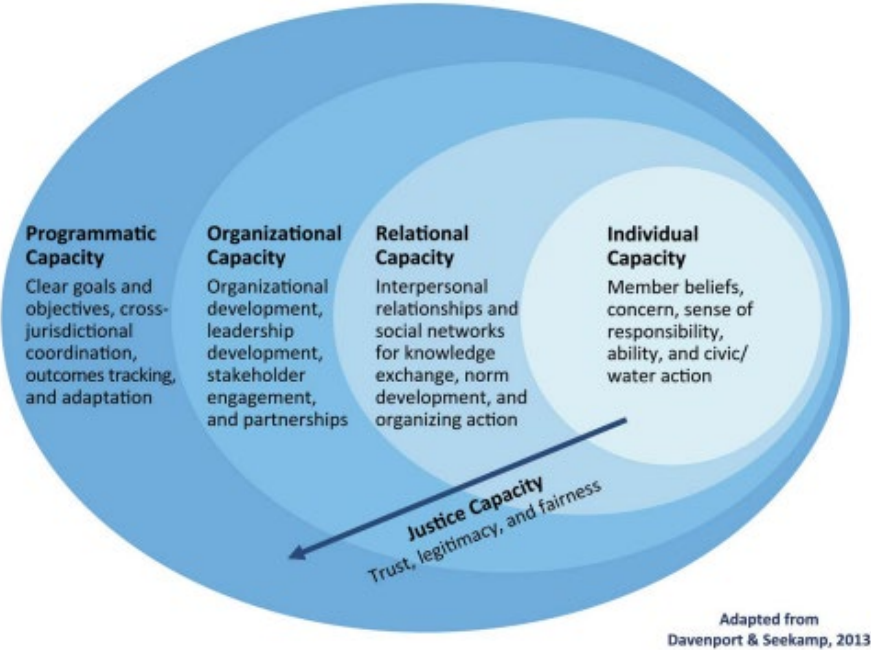 Programmatic
Capacity
Clear goals and
objectives, cross-
jurisdictional
coordination,
outcomes tracking,
and adaptation
Organizational
Capacity
Organizational
development,
leadership
development,
stakeholder
engagement,
and partnerships
Relational
Capacity
Interpersonal
relationships and
social networks
for knowledge
exchange, norm
development, and
organizing action
Individual
Capacity
Member beliefs,
concern, sense of
responsibility,
ability, and civic/
water action
Justice Capacity
Trust, legitimacy, and fairness
Adapted from
Davenport & Seekamp, 2013